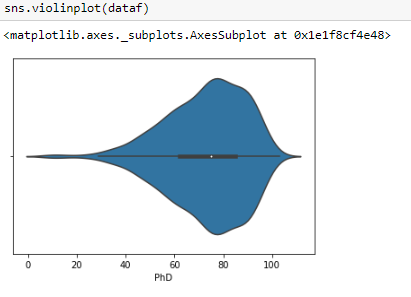 sns.violinplot(dataf)
<matplotlib.axes._subplots.AxesSubplot at 0x1e1f8cf4e48>
0 20 40 60 80 100
PhD